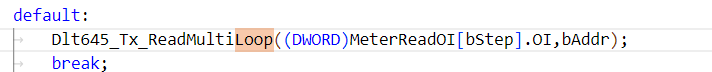 default:
Dlt645_Tx_ReadMultiLoop((DWORD)MeterReadOI[bStep].OI,bAddr);
break;